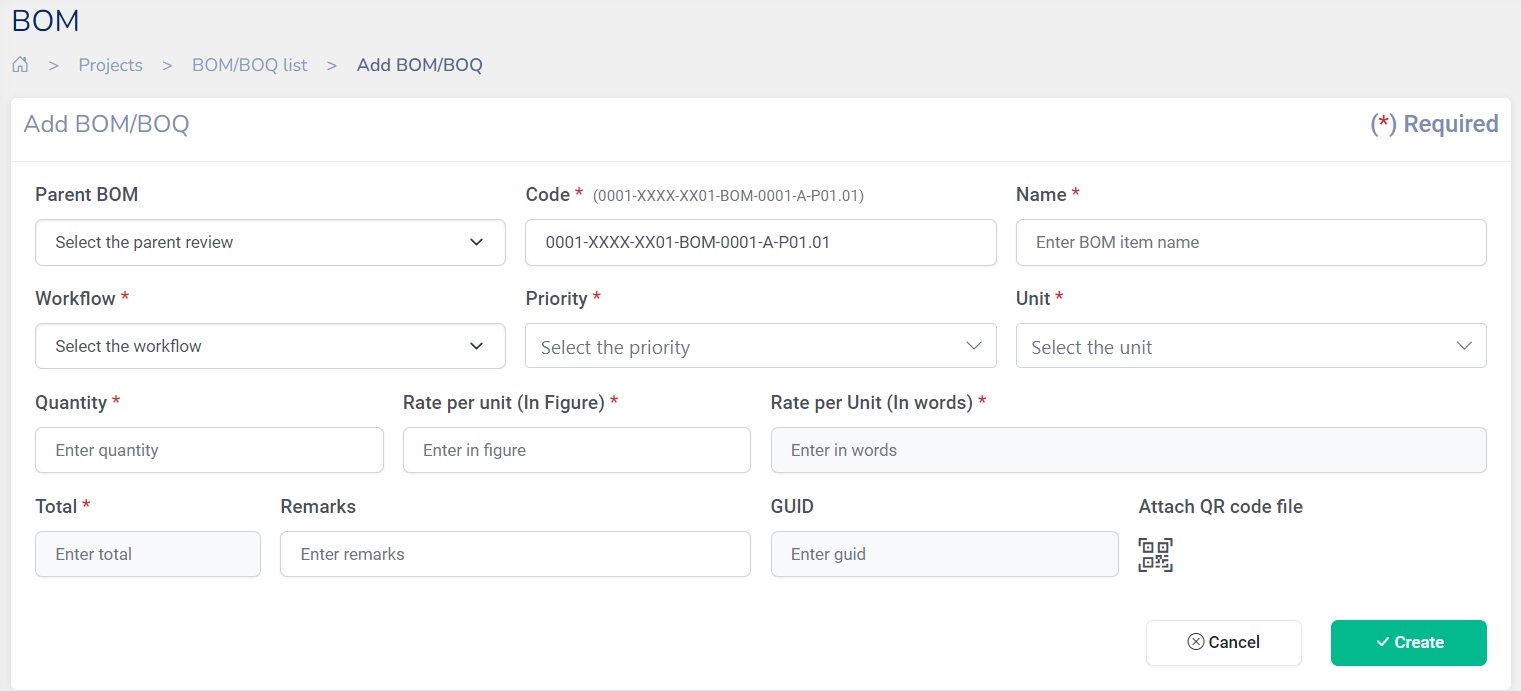 BOM
> Projects > BOM/BOQ list > Add BOM/BOQ
Add BOM/BOQ (*) Required
Parent BOM Code * (0001-XXXX-XX01-BOM-0001-A-P01.01) Name *
Select the parent review 0001-XXXX-XX01-BOM-0001-A-P01.01 Enter BOM item name
Workflow * Priority * Unit *
Select the workflow Select the priority Select the unit
Quantity * Rate per unit (In Figure) * Rate per Unit (In words) *
Enter quantity Enter in figure Enter in words
Total * Remarks GUID Attach QR code file
Enter total Enter remarks Enter guid
Cancel Create